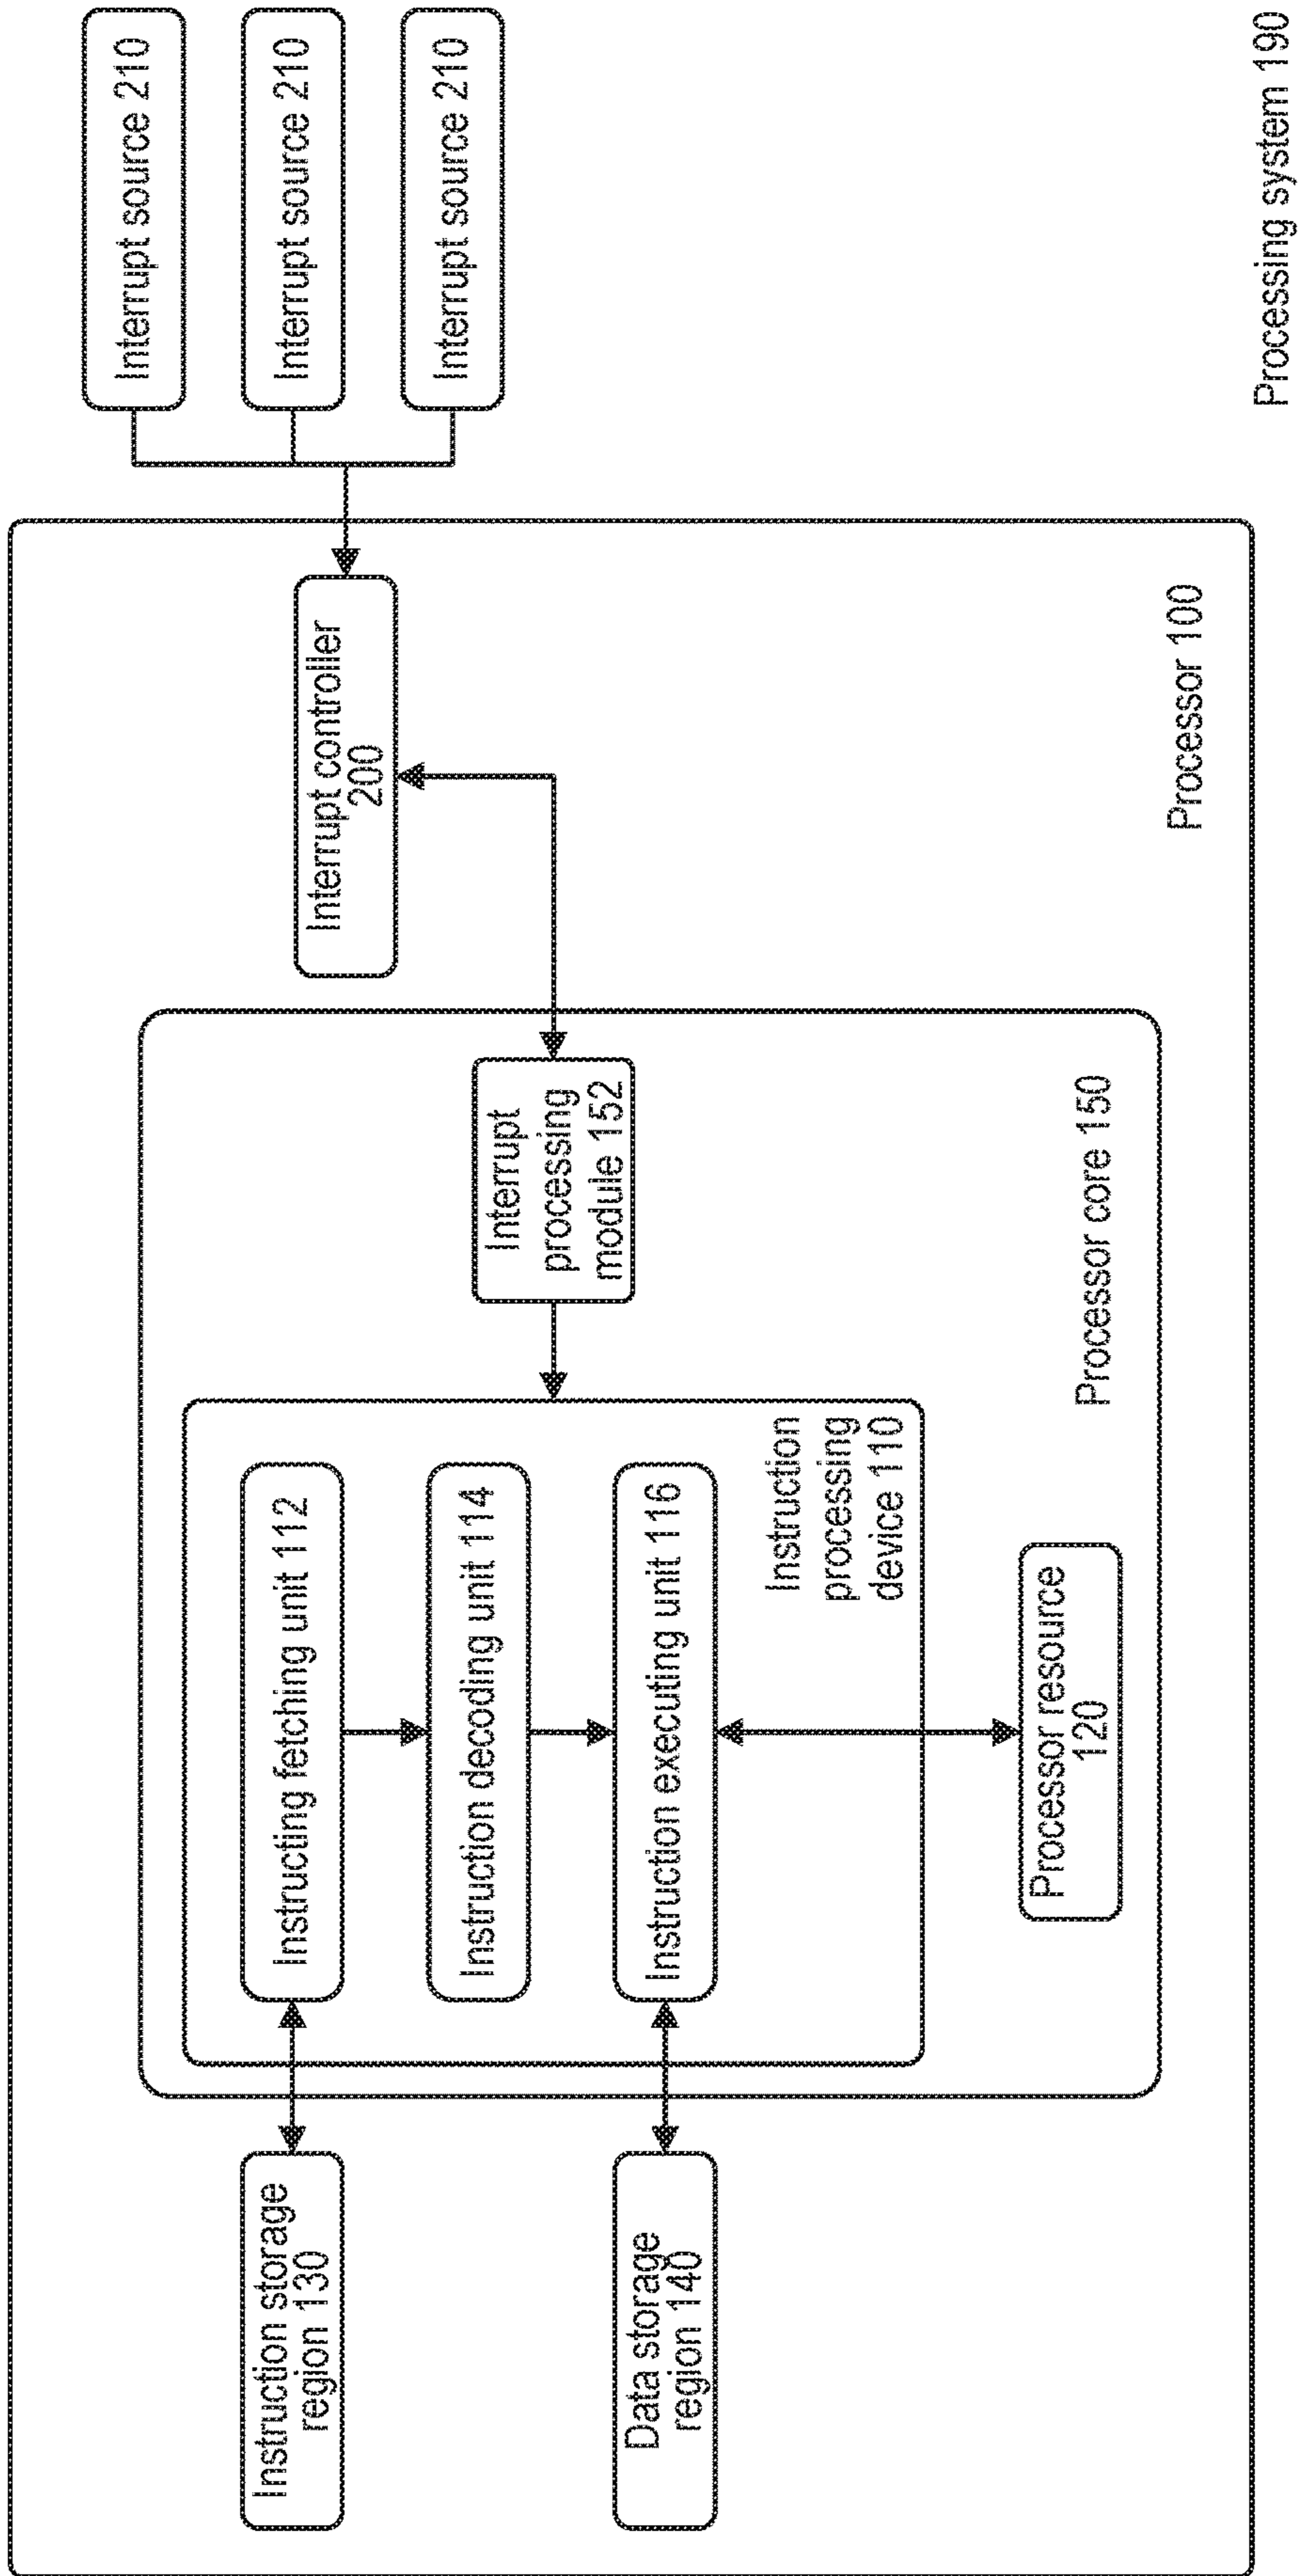 Instruction storage
region 130
Data storage
region 140
Instructing fetching unit 112
Instruction decoding unit 114
Instruction executing unit 116
Instruction
processing
device 110
Processor resource
120
Interrupt
processing
module 152
Processor core 150
Interrupt controller
200
Processor 100
Interrupt source 210
Interrupt source 210
Interrupt source 210
Processing system 190